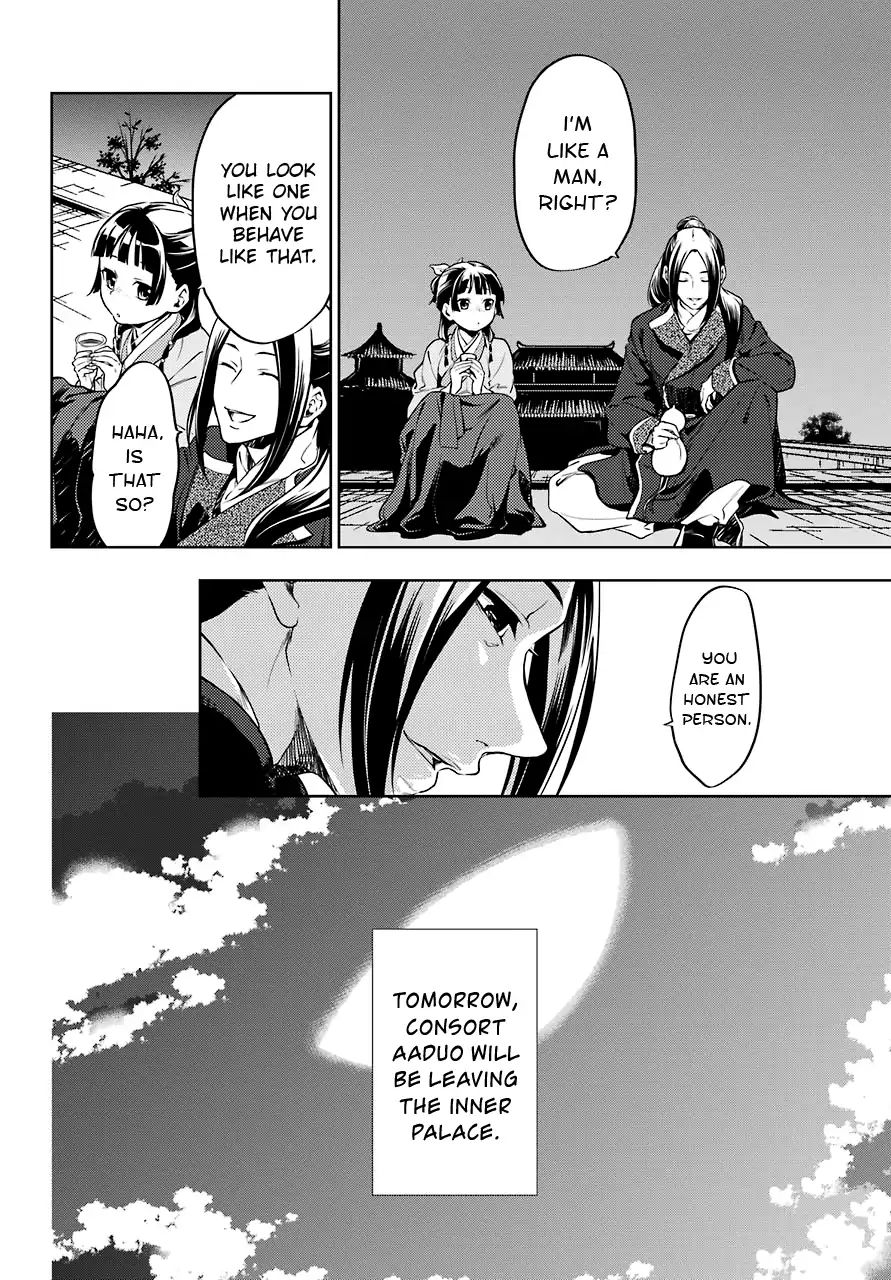 I'M
LIKE A
MAN,
RIGHT?
YOU LOOK
LIKE ONE
WHEN YOU
BEHAVE
LIKE THAT.
HAHA,
IS
THAT
SO?
YOU
ARE AN
HONEST
PERSON.
TOMORROW,
CONSORT
AADUO WILL
BE LEAVING
THE INNER
PALACE.